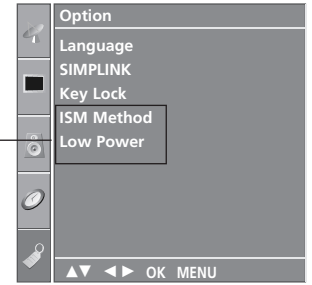 Option
Language
SIMPLINK
Key Lock
ISM Method
Low Power
▲▼ ◄► OK MENU